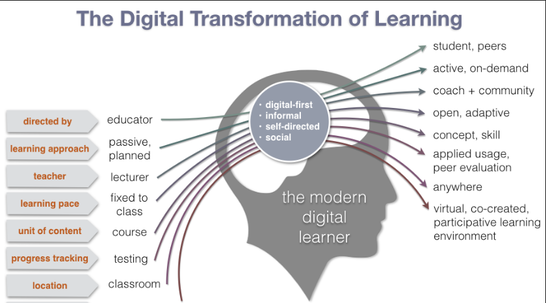 The Digital Transformation of Learning
directed by
learning approach
teacher
learning pace
unit of content
progress tracking
location
educator
passive,
planned
lecturer
fixed to
class
course
testing
classroom
• digital-first
• informal
• self-directed
• social
the modern
digital
learner
student, peers
active, on-demand
coach + community
open, adaptive
concept, skill
applied usage,
peer evaluation
anywhere
virtual, co-created,
participative learning
environment